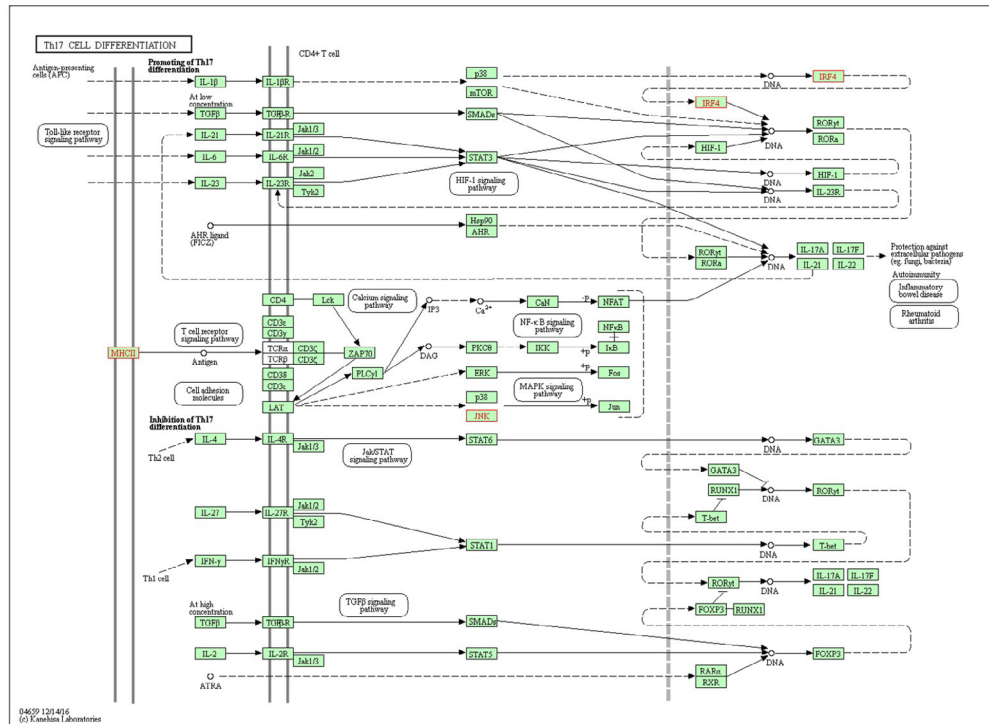 Th17 CELL DIFFERENTIATION
CD4+ T cell
Antigen-presenting
cells (APC)
Promoting of Th17
differentiation
IL-1β
IL-1βR
p38
mTOR
DNA
IRF4
IRF4
At low
concentration
TGFβ
TGFβ-R
SMADs
RORγt
RORa
DNA
Toll-like receptor
signaling pathway
IL-21
IL-21R
Jak1/3
HIF-1
IL-6
IL-6R
Jak1/2
STAT3
HIF-1 signaling
pathway
DNA
HIF-1
IL-23
IL-23R
Jak2
Tyk2
DNA
IL-23R
AHR ligand
(FICZ)
Hsp90
AHR
RORγt
RORa
DNA
IL-17A
IL-17F
IL-21
IL-22
Protection against
extracellular pathogens
(eg. fungi, bacteria)
Autoimmunity
Inflammatory
bowel disease
Rheumatoid
arthritis
CD4
Lck
Calcium signaling
pathway
IP3
Ca2+
CaN
-p
NFAT
T cell receptor
signaling pathway
CD3ε
CD3γ
NF-κB signaling
pathway
NFκB
MHCII
Antigen
TCRα
TCRβ
CD3ζ
CD3ζ
ZAP70
DAG
PKCθ
IKK
+p
IκB
PLCγ1
CD3δ
CD3ε
ERK
+p
Fos
Cell adhesion
molecules
LAT
p38
JNK
MAPK signaling
pathway
+p
Jun
Inhibition of Th17
differentiation
Th2 cell
IL-4
IL-4R
Jak1/3
Jak/STAT
signaling pathway
STAT6
DNA
GATA3
GATA3
RUNX1
DNA
RORγt
T-bet
IL-27
IL-27R
Jak1/2
Tyk2
STAT1
DNA
T-bet
Th1 cell
IFN-γ
IFNγR
Jak1/2
RORγt
DNA
IL-17A
IL-17F
IL-21
IL-22
FOXP3
RUNX1
At high
concentration
TGFβ
TGFβ-R
TGFβ signaling
pathway
SMADs
IL-2
IL-2R
Jak1/3
STAT5
DNA
FOXP3
ATRA
RARα
RXR
04659 12/14/16
(c) Kanehisa Laboratories